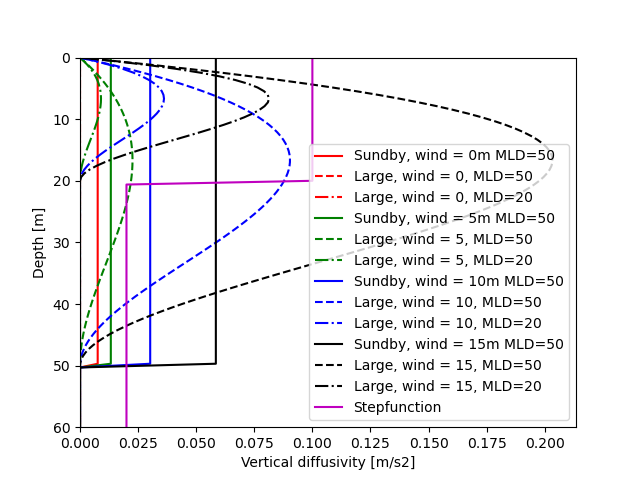 0
10
20
30
40
50
60
Depth [m]
Sundby, wind = 0m MLD=50
Large, wind = 0, MLD=50
Large, wind = 0, MLD=20
Sundby, wind = 5m MLD=50
Large, wind = 5, MLD=50
Large, wind = 5, MLD=20
Sundby, wind = 10m MLD=50
Large, wind = 10, MLD=50
Large, wind = 10, MLD=20
Sundby, wind = 15m MLD=50
Large, wind = 15, MLD=50
Large, wind = 15, MLD=20
Stepfunction
0.000 0.025 0.050 0.075 0.100 0.125 0.150 0.175 0.200
Vertical diffusivity [m/s2]